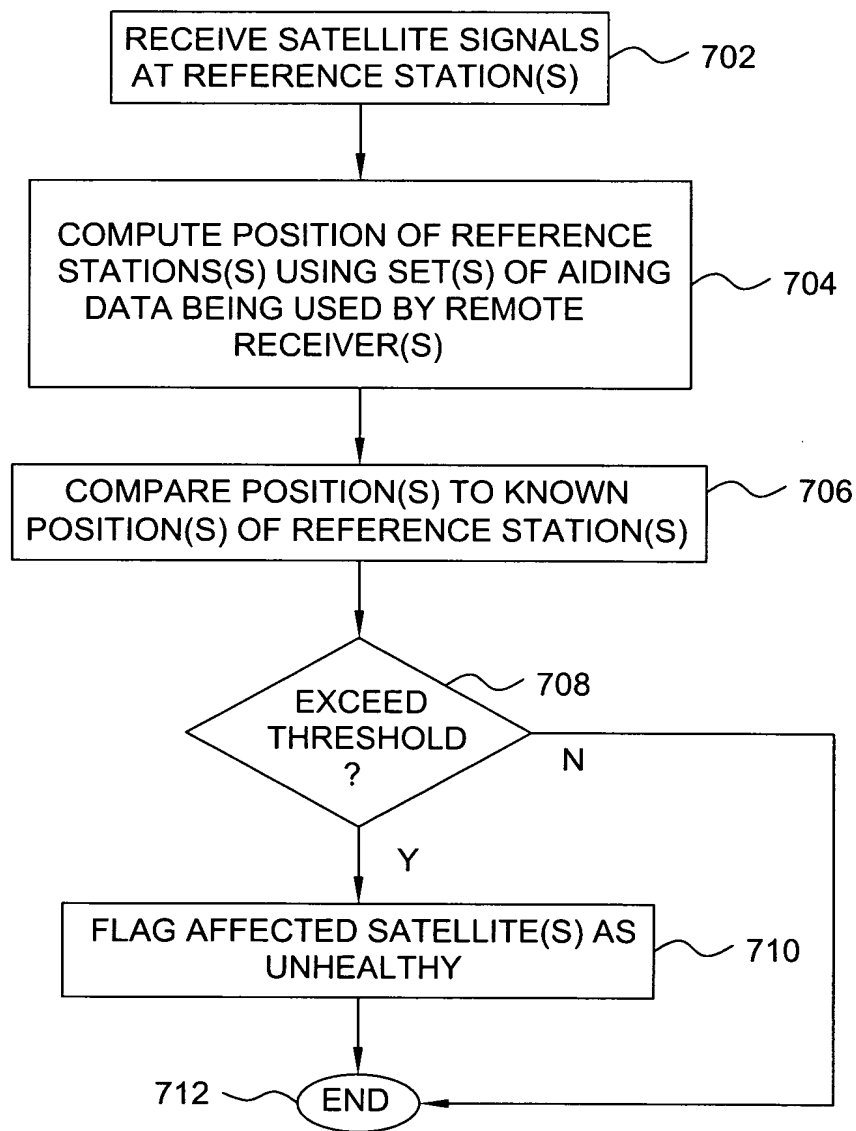 RECEIVE SATELLITE SIGNALS
AT REFERENCE STATION(S)
702
COMPUTE POSITION OF REFERENCE
STATIONS(S) USING SET(S) OF AIDING
DATA BEING USED BY REMOTE
RECEIVER(S)
704
COMPARE POSITION(S) TO KNOWN
POSITION(S) OF REFERENCE STATION(S)
706
EXCEED
THRESHOLD
?
708
N
Y
FLAG AFFECTED SATELLITE(S) AS
UNHEALTHY
710
712
END